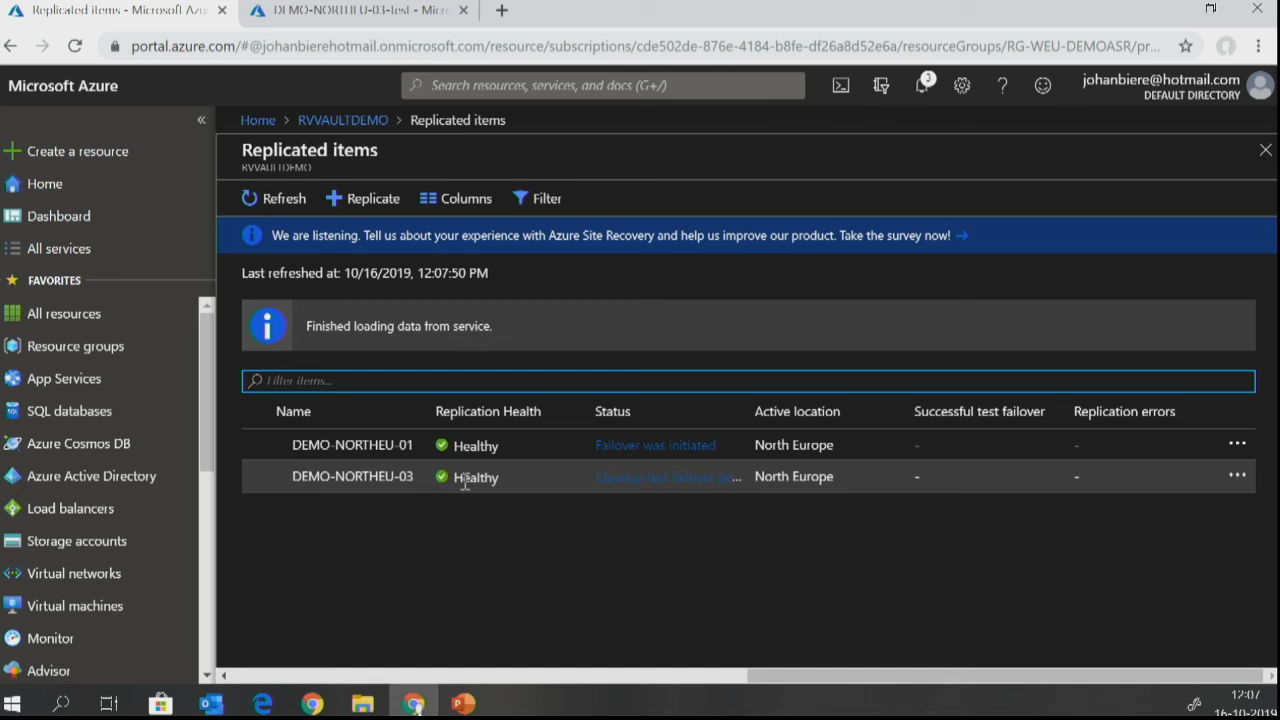 Replicated items - Microsoft Azu
DEMO-NORTHEU-03-test - Micr
portal.azure.com/#@johanbierehotmail.onmicrosoft.com/resource/subscriptions/cde502de-876e-4184-b8fe-df26a8d52e6a/resourceGroups/RG-WEU-DEMOASR/pr...
Microsoft Azure
Search resources, services, and docs (G+/)
3
johanbiere@hotmail.com
DEFAULT DIRECTORY
«
Home > RVVAULTDEMO > Replicated items
Create a resource
Home
Dashboard
All services
FAVORITES
All resources
Resource groups
App Services
SQL databases
Azure Cosmos DB
Azure Active Directory
Load balancers
Storage accounts
Virtual networks
Virtual machines
Monitor
Advisor
Replicated items
RVVAULTDEMO
Refresh
Replicate
Columns
Filter
We are listening. Tell us about your experience with Azure Site Recovery and help us improve our product. Take the survey now! →
Last refreshed at: 10/16/2019, 12:07:50 PM
Finished loading data from service.
Filter items...
Name Replication Health Status Active location Successful test failover Replication errors
DEMO-NORTHEU-01 Healthy Failover was initiated North Europe - - ...
DEMO-NORTHEU-03 Healthy Cleanup test failover pe... North Europe - - ...
12:07
16-10-2019